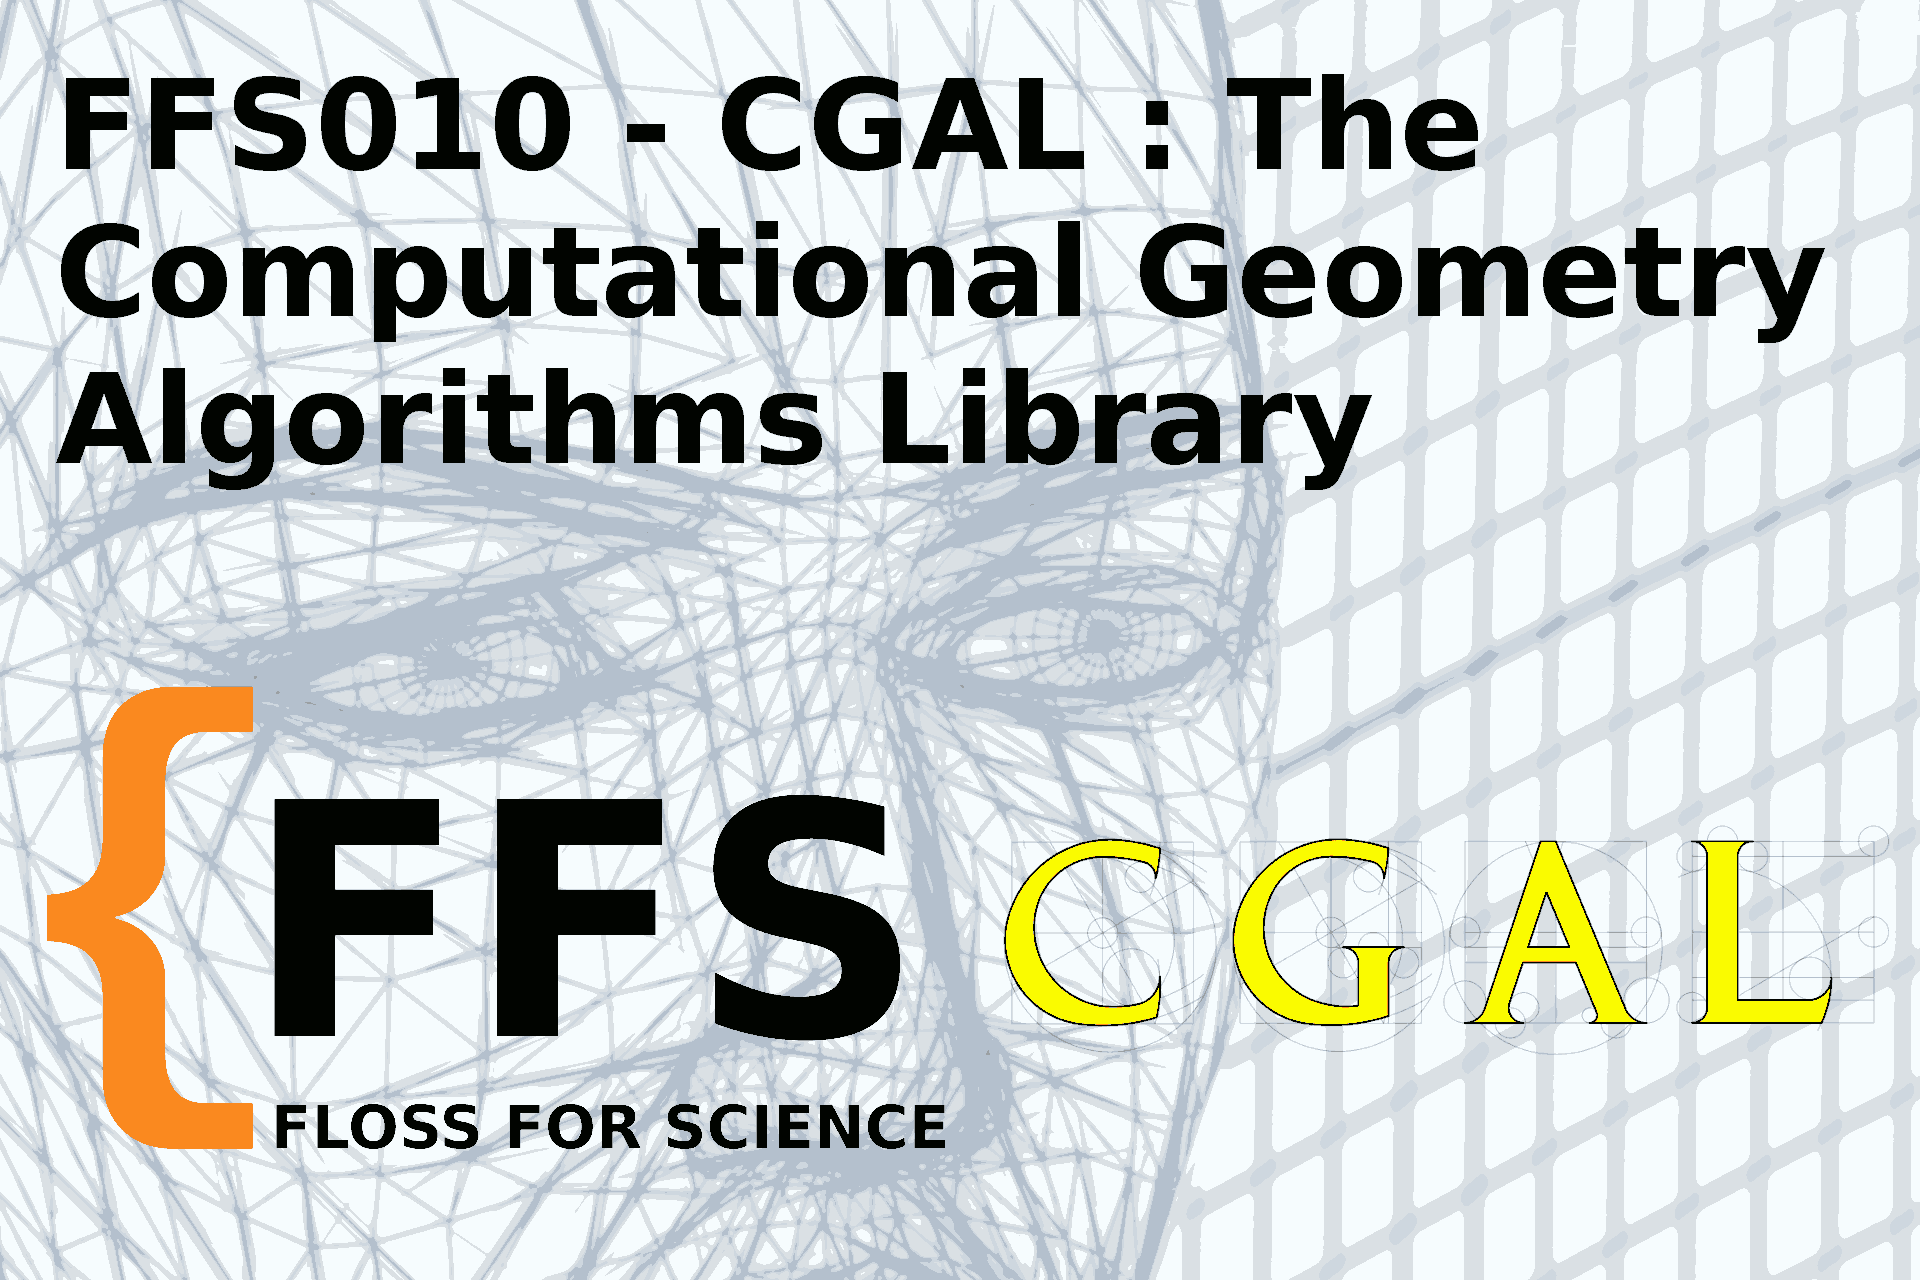 FFS010 - CGAL : The
Computational Geometry
Algorithms Library
FFS
CGAL
FLOSS FOR SCIENCE